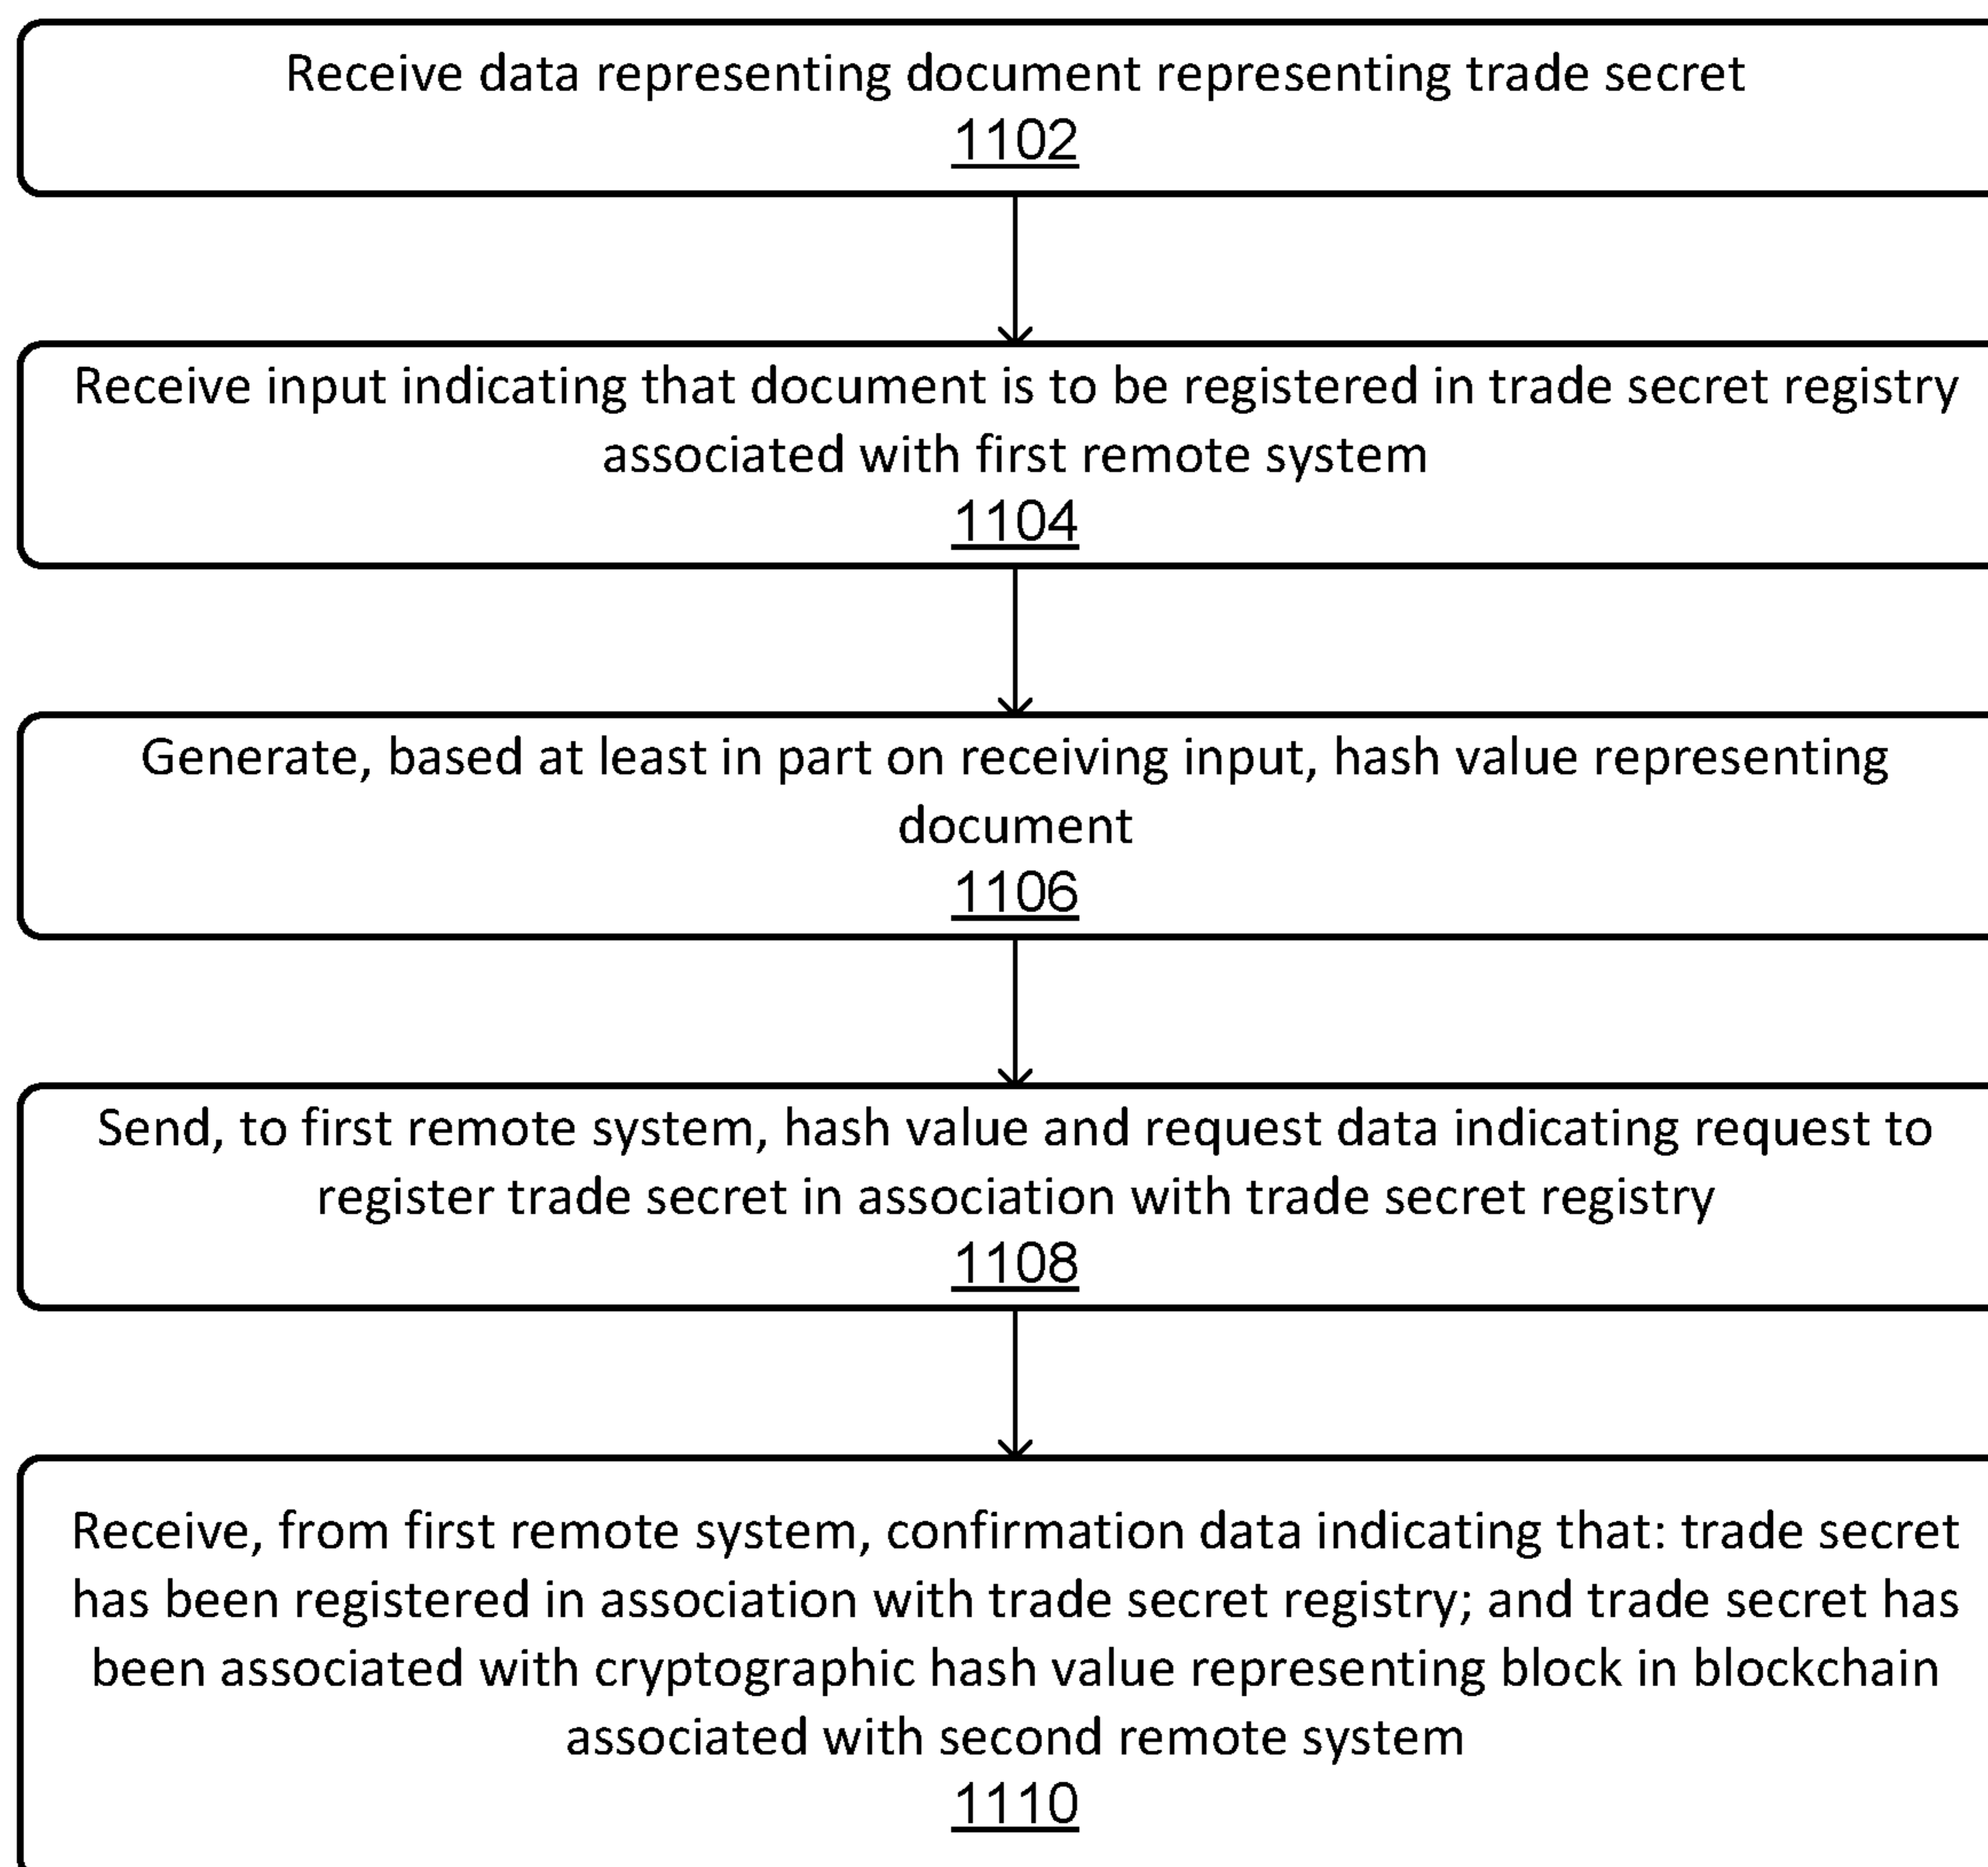 Receive data representing document representing trade secret
1102
Receive input indicating that document is to be registered in trade secret registry
associated with first remote system
1104
Generate, based at least in part on receiving input, hash value representing
document
1106
Send, to first remote system, hash value and request data indicating request to
register trade secret in association with trade secret registry
1108
Receive, from first remote system, confirmation data indicating that: trade secret
has been registered in association with trade secret registry; and trade secret has
been associated with cryptographic hash value representing block in blockchain
associated with second remote system
1110